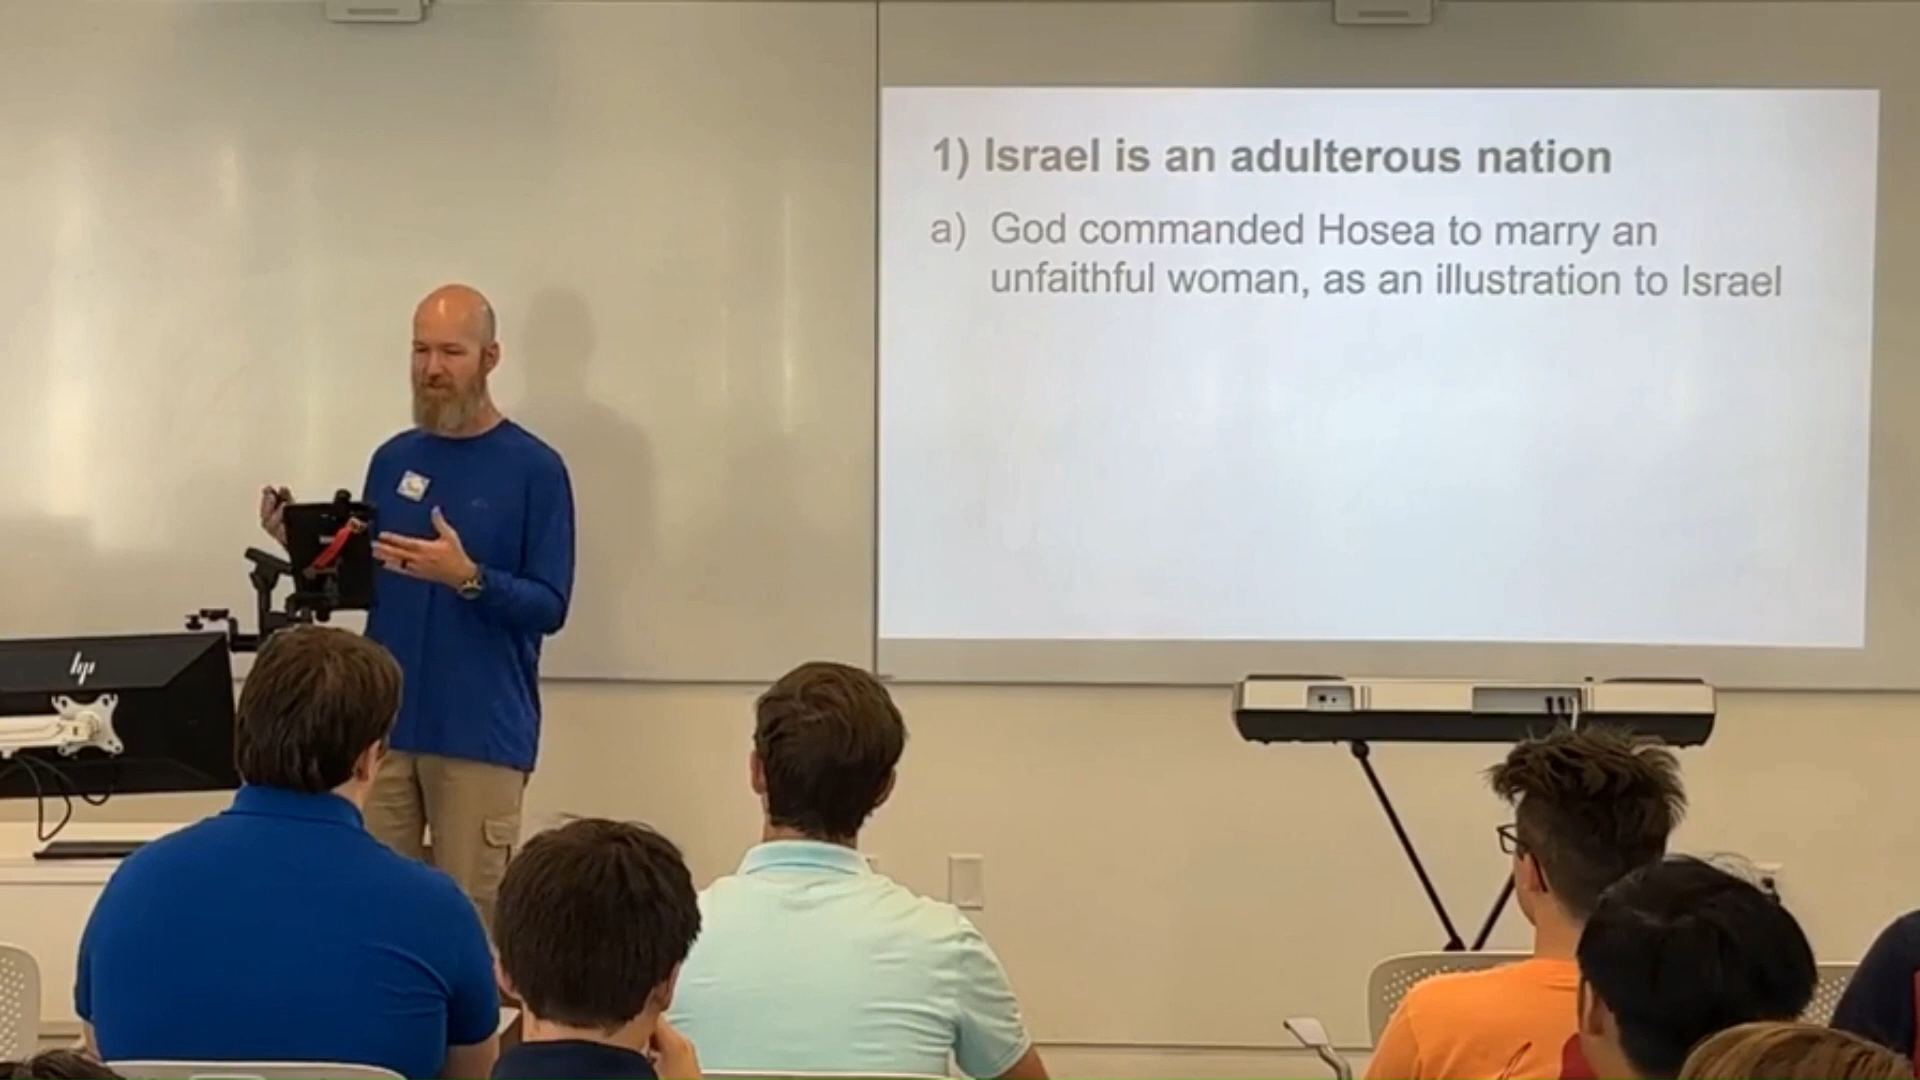 1) Israel is an adulterous nation
a) God commanded Hosea to marry an
unfaithful woman, as an illustration to Israel
hp